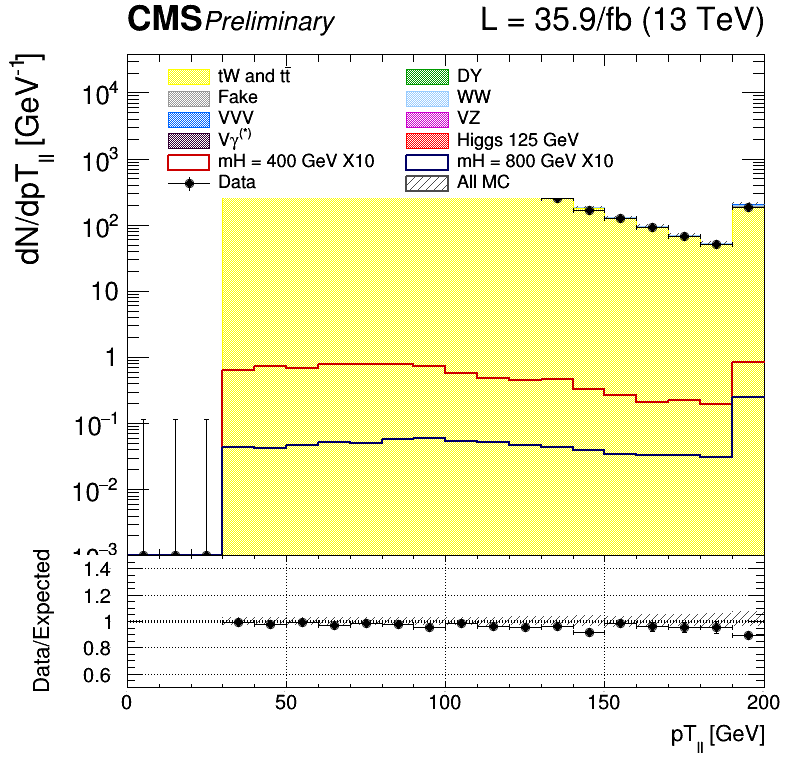 CMS Preliminary L = 35.9/fb (13 TeV)
dN/dpT_ll [GeV⁻¹]
tW and tt̄ DY
Fake WW
VVV VZ
Vγ(*) Higgs 125 GeV
mH = 400 GeV X10 mH = 800 GeV X10
Data All MC
10⁴
10³
10²
10
1
10⁻¹
10⁻²
10⁻³
Data/Expected
1.4
1.2
1
0.8
0.6
0 50 100 150 200
pT_ll [GeV]